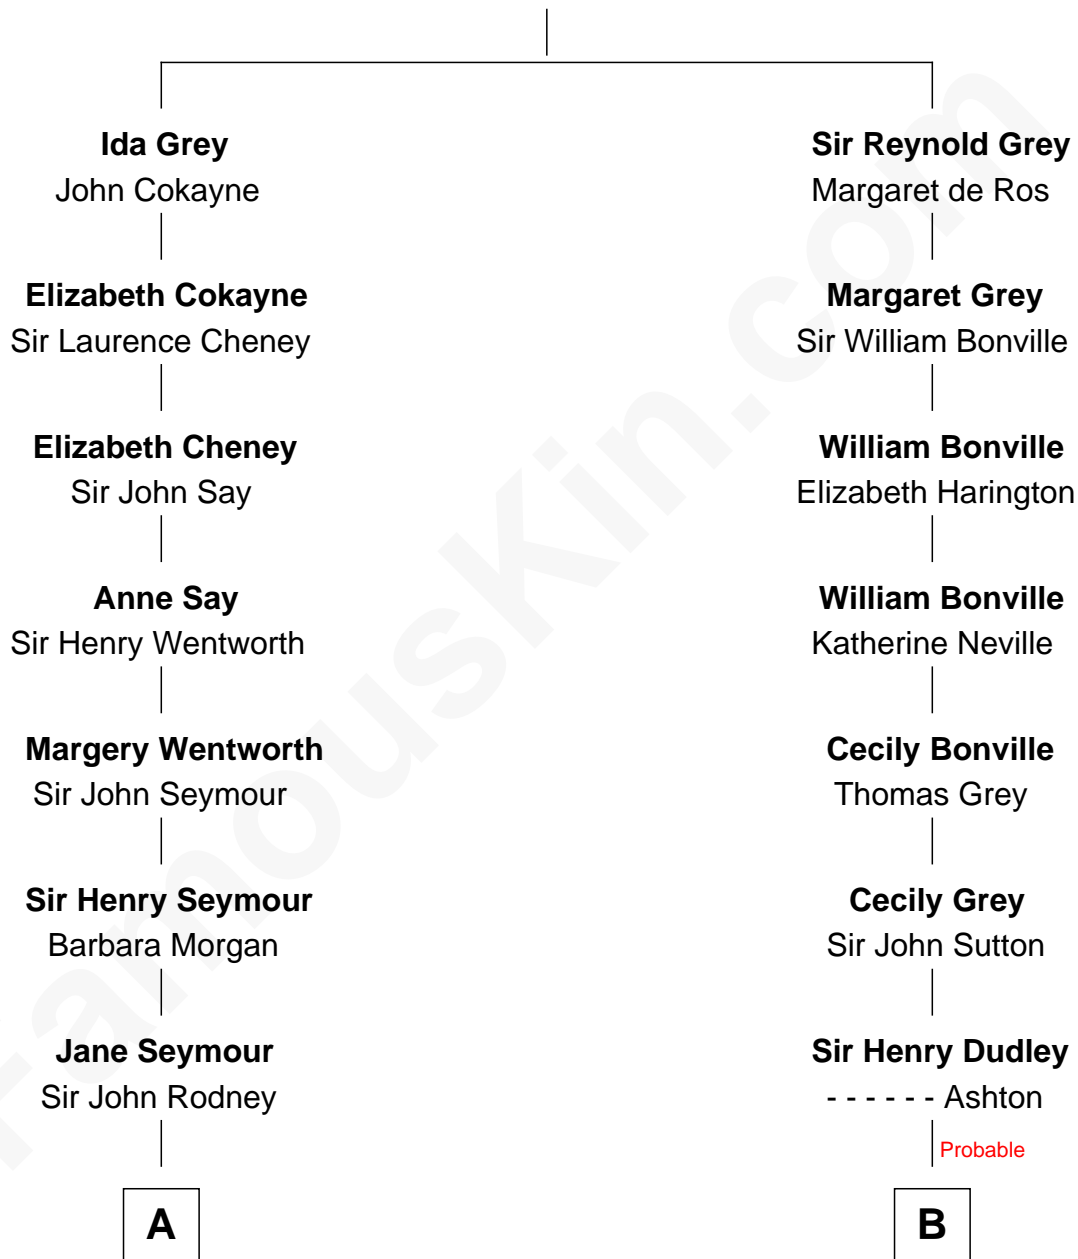 Ida Grey
John Cokayne
Elizabeth Cokayne
Sir Laurence Cheney
Elizabeth Cheney
Sir John Say
Anne Say
Sir Henry Wentworth
Margery Wentworth
Sir John Seymour
Sir Henry Seymour
Barbara Morgan
Jane Seymour
Sir John Rodney
A
Sir Reynold Grey
Margaret de Ros
Margaret Grey
Sir William Bonville
William Bonville
Elizabeth Harington
William Bonville
Katherine Neville
Cecily Bonville
Thomas Grey
Cecily Grey
Sir John Sutton
Sir Henry Dudley
- - - - - - Ashton
Probable
B
FamousKin.com